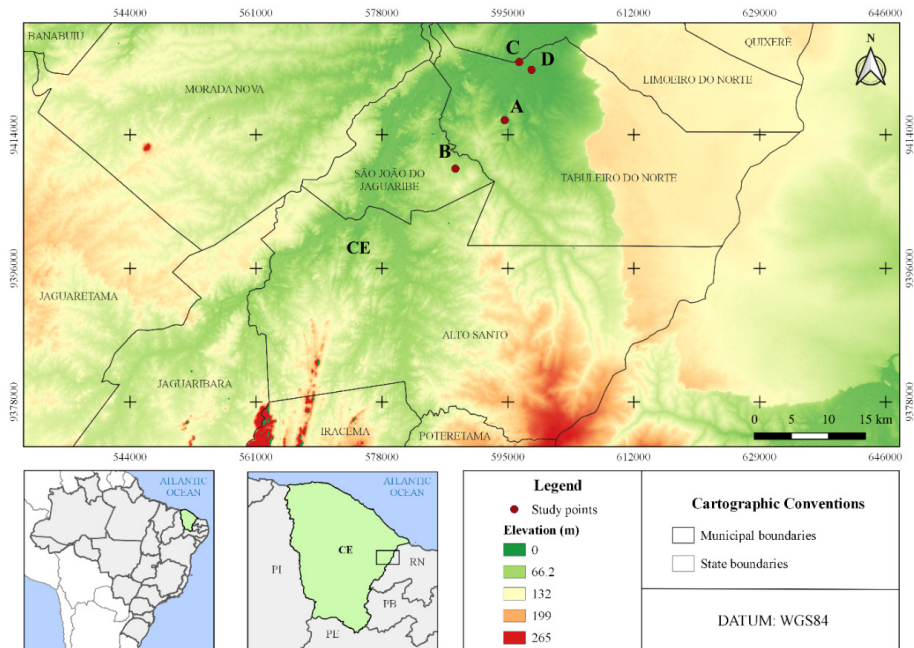 544000 561000 578000 595000 612000 629000 646000
BANABUIÚ
QUIXERÉ
N
C
D
LIMOEIRO DO NORTE
MORADA NOVA
A
9414000 9414000
B
SÃO JOÃO DO
JAGUARIBE
TABULEIRO DO NORTE
CE
9396000 9396000
JAGUARETAMA
ALTO SANTO
JAGUARIBARA
9378000 9378000
0 5 10 15 km
IRACEMA
POTERETAMA
544000 561000 578000 595000 612000 629000 646000
ATLANTIC
OCEAN
ATLANTIC
OCEAN
CE
PI
RN
PB
PE
Legend
Study points
Elevation (m)
0
66.2
132
199
265
Cartographic Conventions
Municipal boundaries
State boundaries
DATUM: WGS84